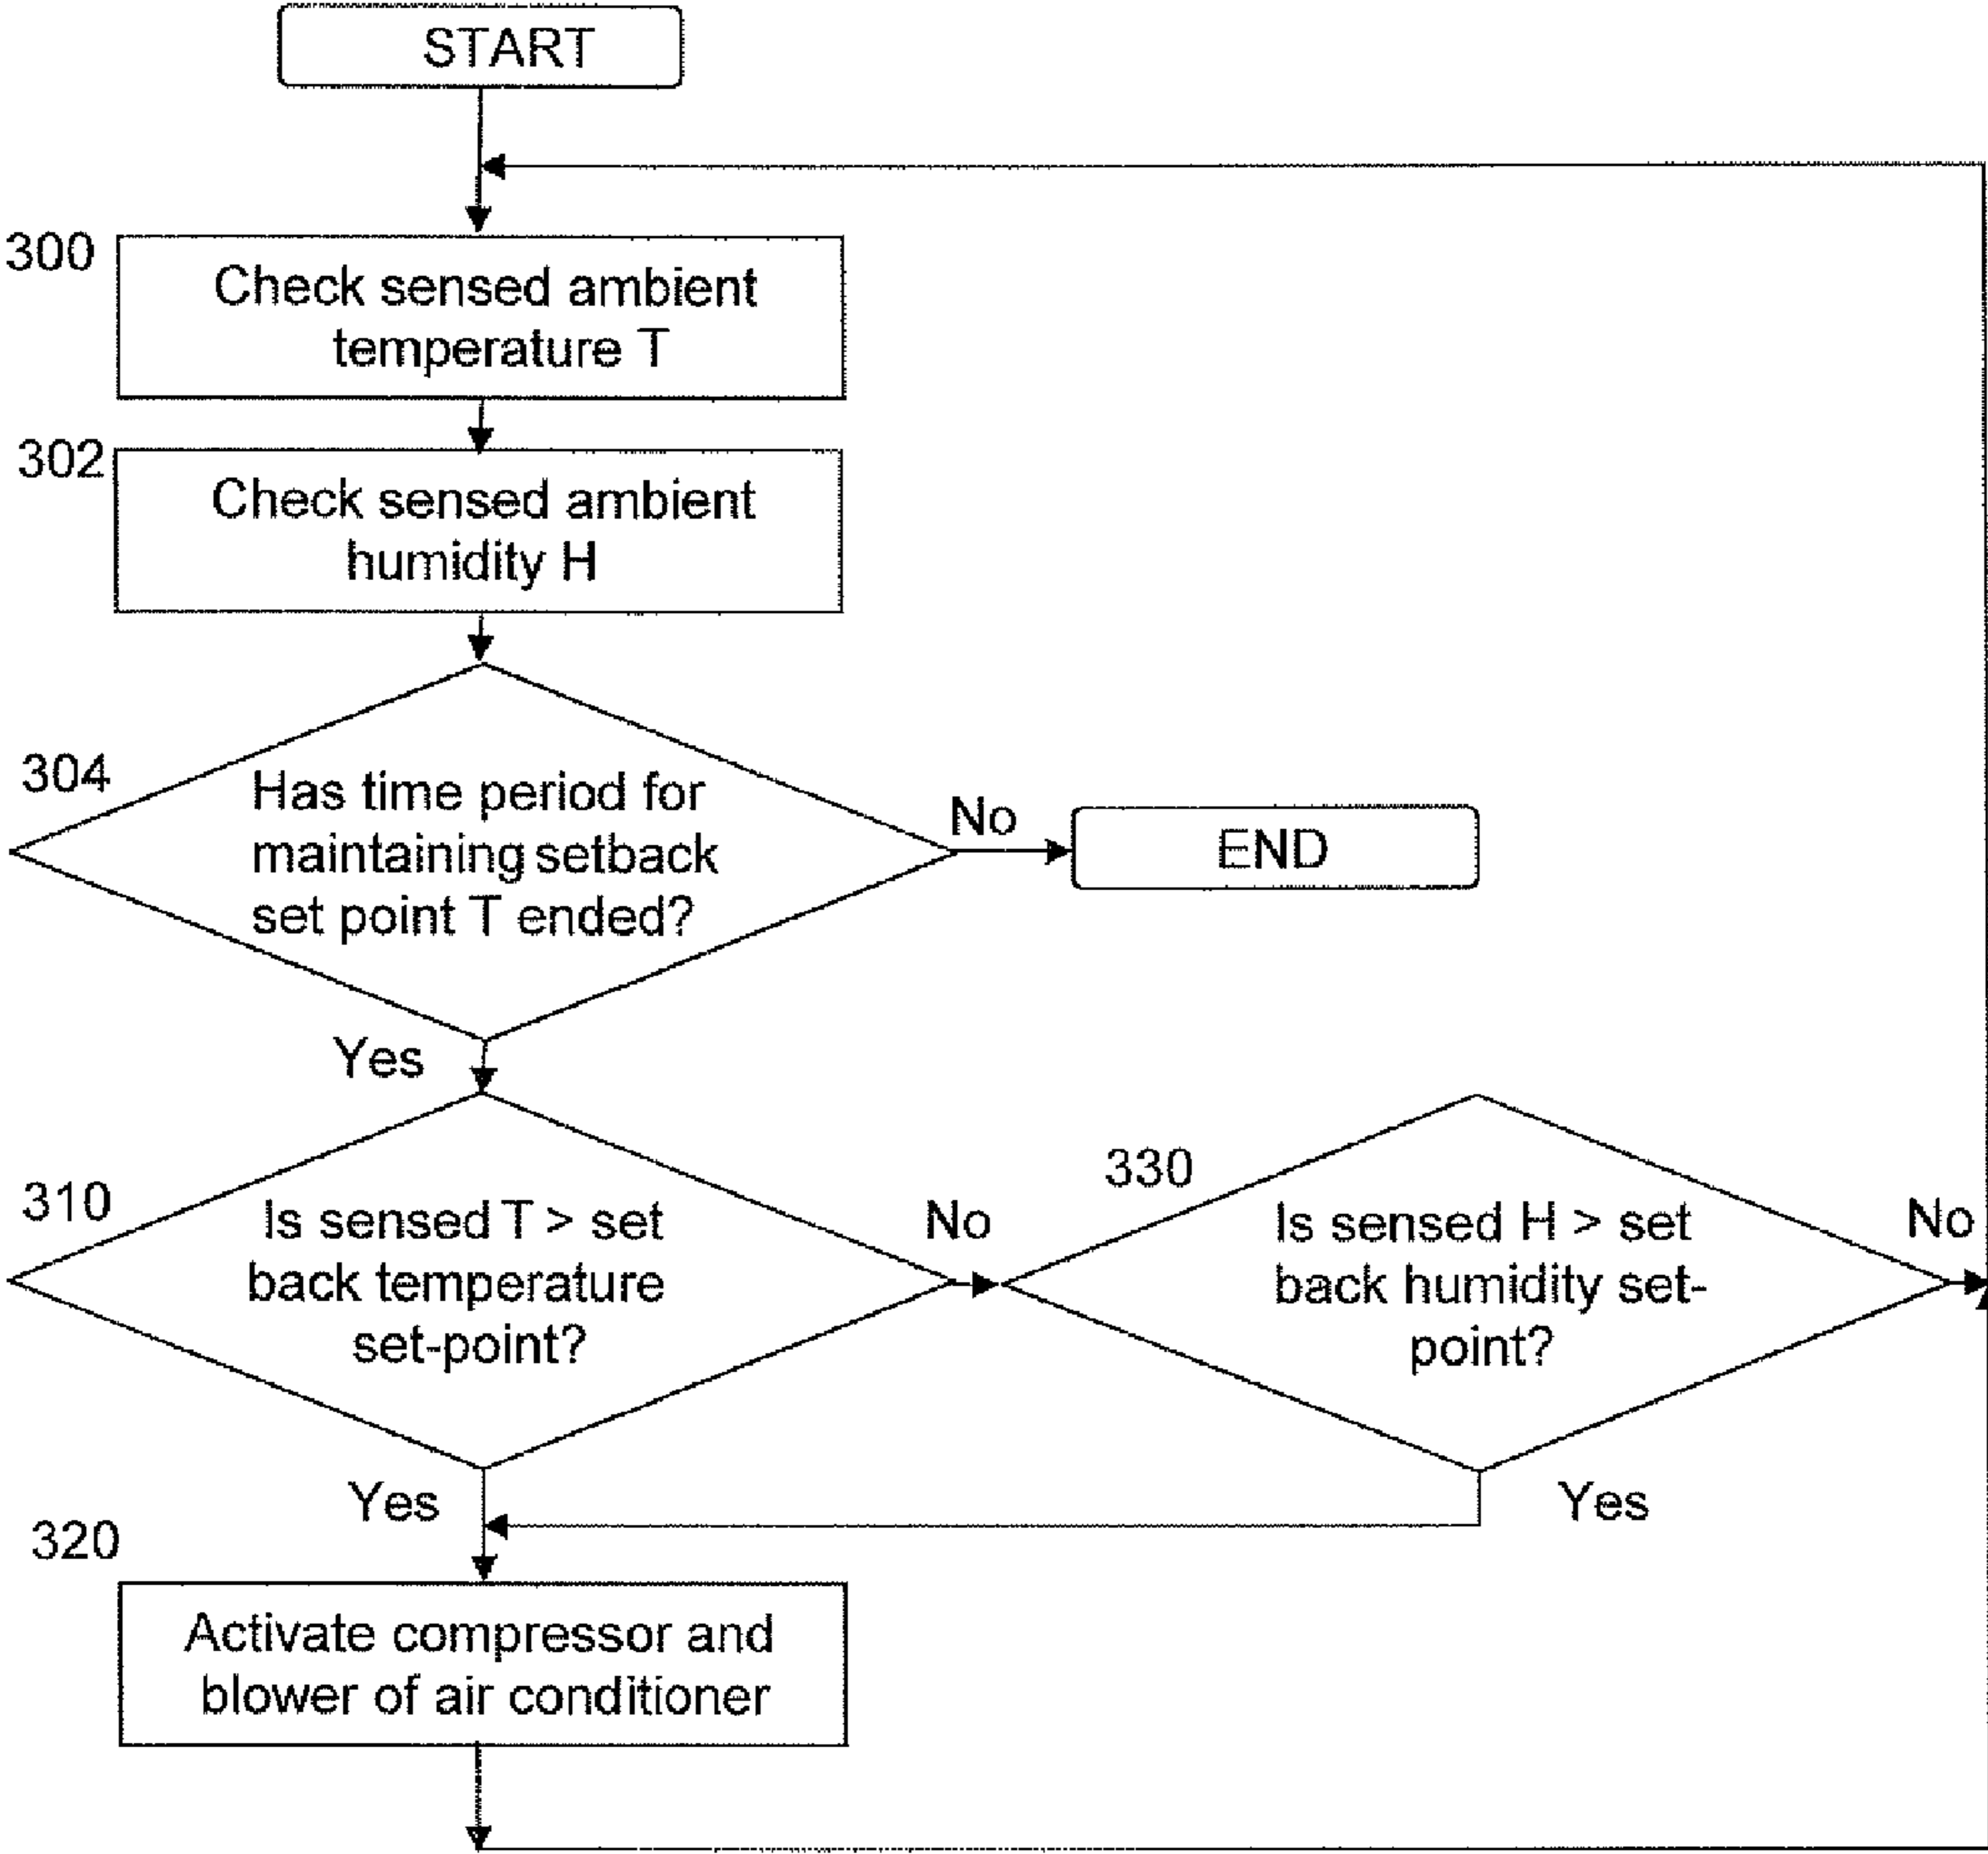 START
300
Check sensed ambient
temperature T
302
Check sensed ambient
humidity H
304
Has time period for
maintaining setback
set point T ended?
No
END
Yes
310
Is sensed T > set
back temperature
set-point?
No
330
Is sensed H > set
back humidity set-
point?
No
Yes
Yes
320
Activate compressor and
blower of air conditioner